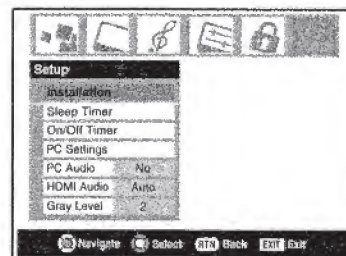 Setup
Installation
Sleep Timer
On/Off Timer
PC Settings
PC Audio No
HDMI Audio Auto
Gray Level 2
Navigate Select RTN Back EXIT Exit